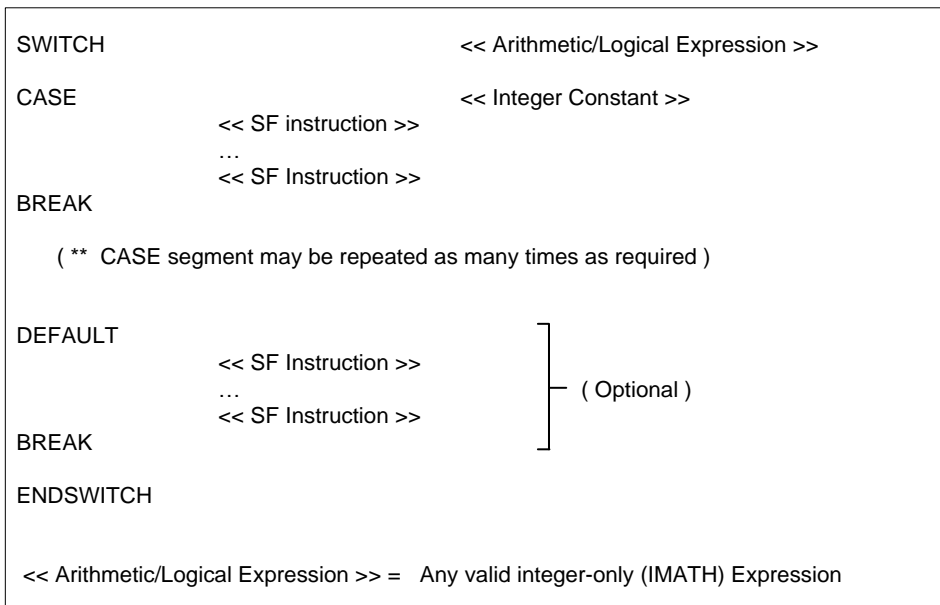 SWITCH << Arithmetic/Logical Expression >>
CASE << Integer Constant >>
<< SF instruction >>
…
<< SF Instruction >>
BREAK
( ** CASE segment may be repeated as many times as required )
DEFAULT
<< SF Instruction >>
… ( Optional )
<< SF Instruction >>
BREAK
ENDSWITCH
<< Arithmetic/Logical Expression >> = Any valid integer-only (IMATH) Expression